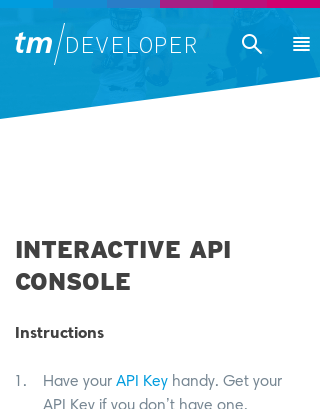 tm/DEVELOPER
INTERACTIVE API
CONSOLE
Instructions
1. Have your API Key handy. Get your
API Key if you don't have one.